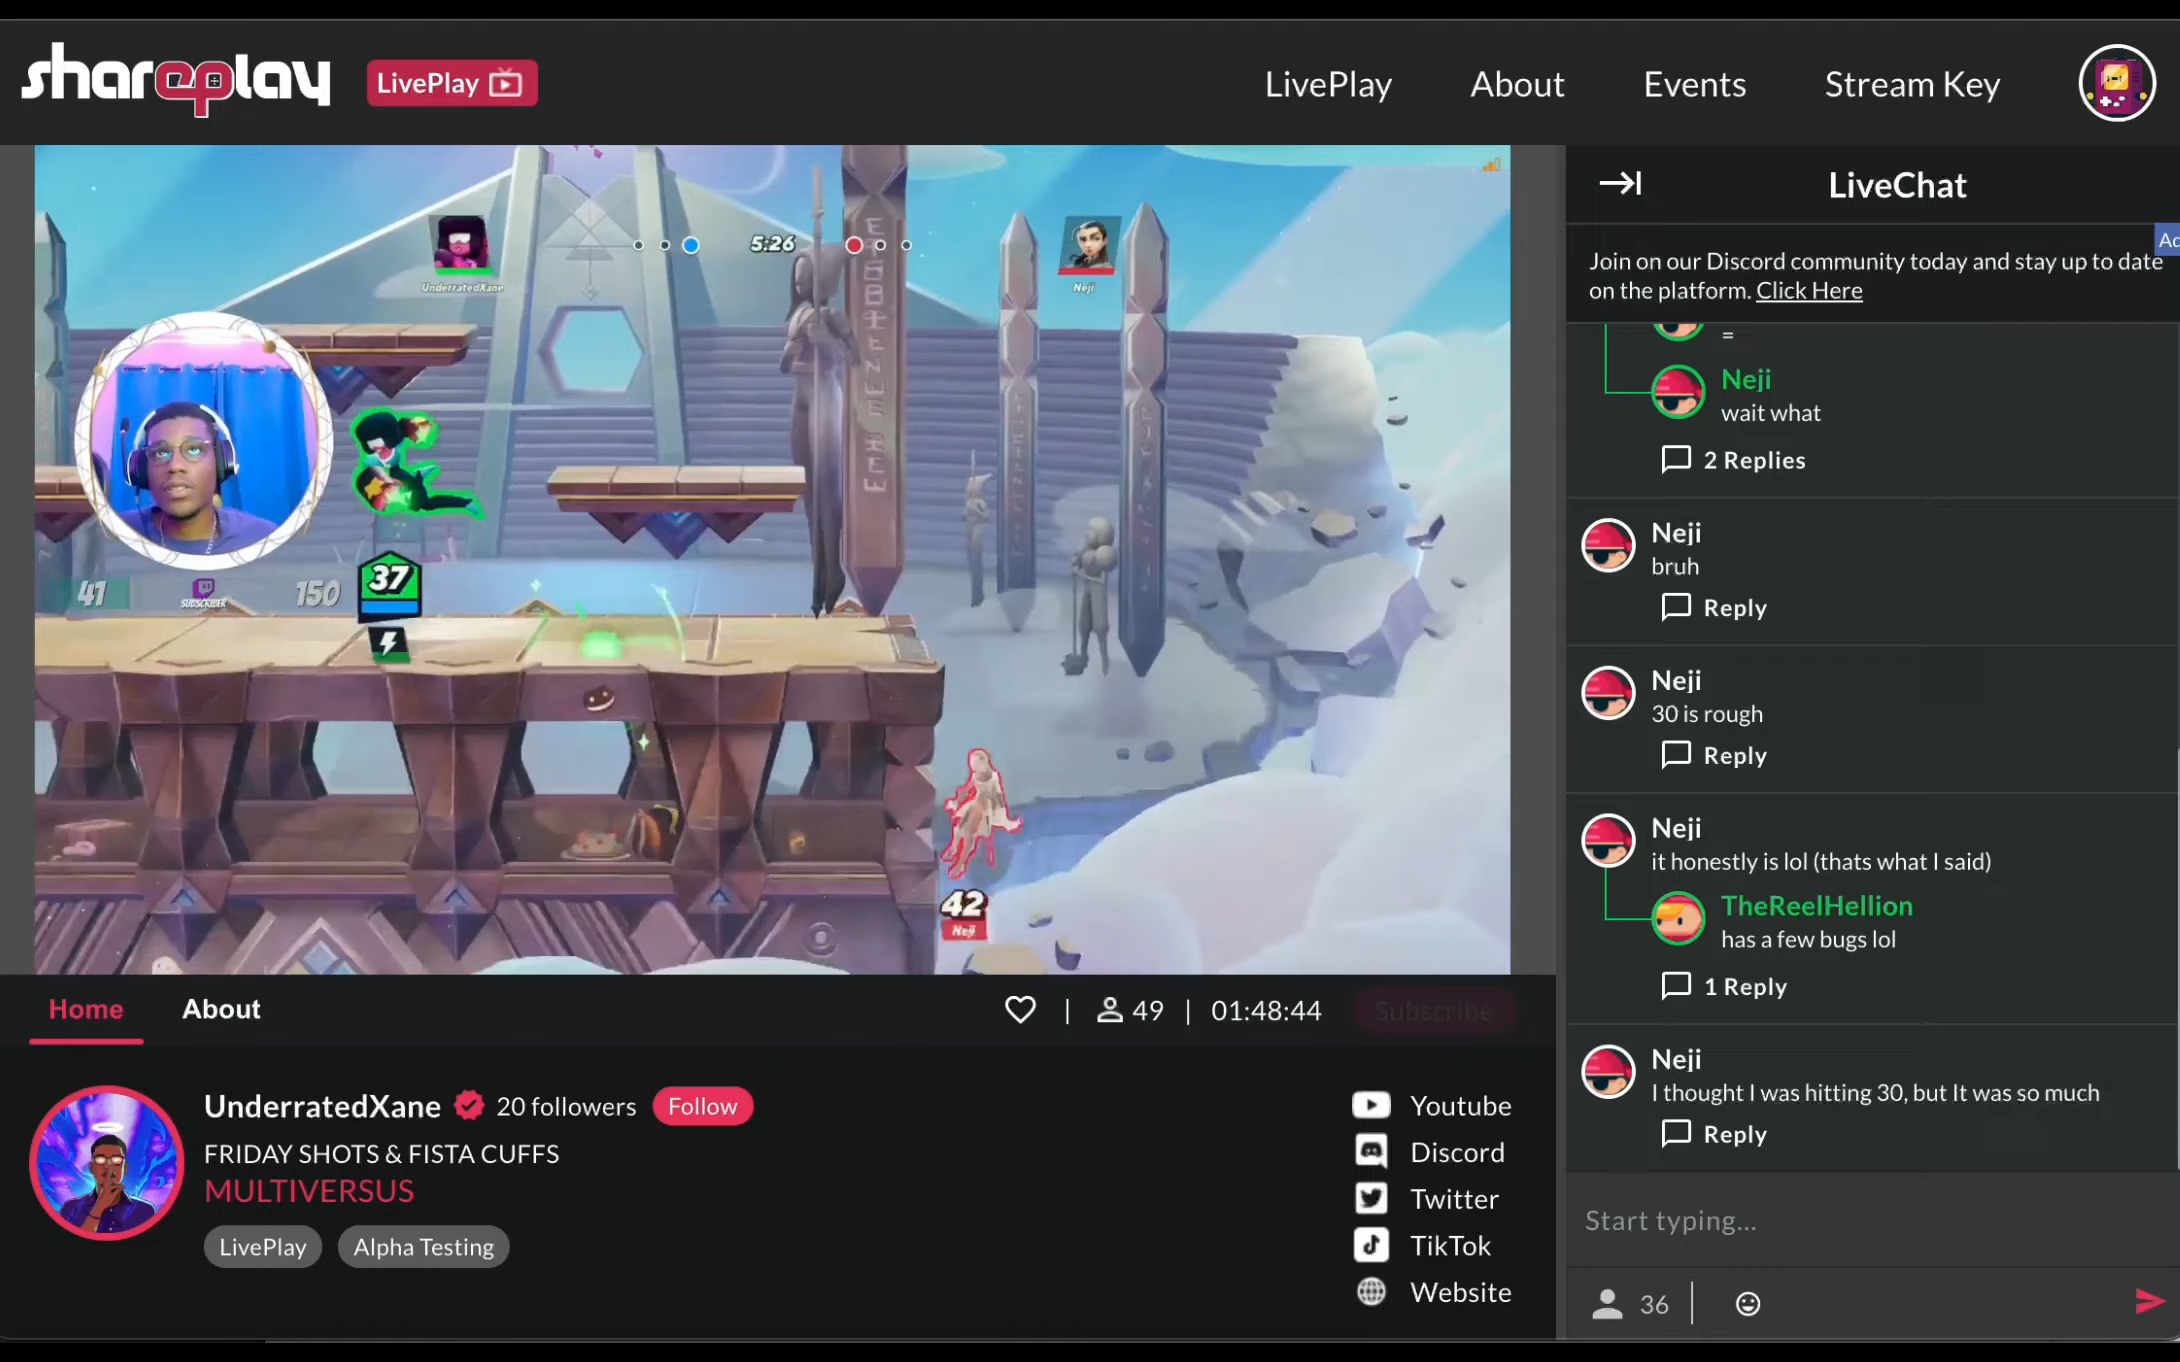 shareplay
LivePlay
LivePlay
About
Events
Stream Key
5:26
UnderratedXane
Neji
41
SUBSCRIBER
150
37
42
Neji
Home
About
49
01:48:44
Subscribe
UnderratedXane
20 followers
Follow
FRIDAY SHOTS & FISTA CUFFS
MULTIVERSUS
LivePlay
Alpha Testing
Youtube
Discord
Twitter
TikTok
Website
LiveChat
Join on our Discord community today and stay up to date
on the platform. Click Here
=
Neji
wait what
2 Replies
Neji
bruh
Reply
Neji
30 is rough
Reply
Neji
it honestly is lol (thats what I said)
TheReelHellion
has a few bugs lol
1 Reply
Neji
I thought I was hitting 30, but It was so much
Reply
Start typing...
36